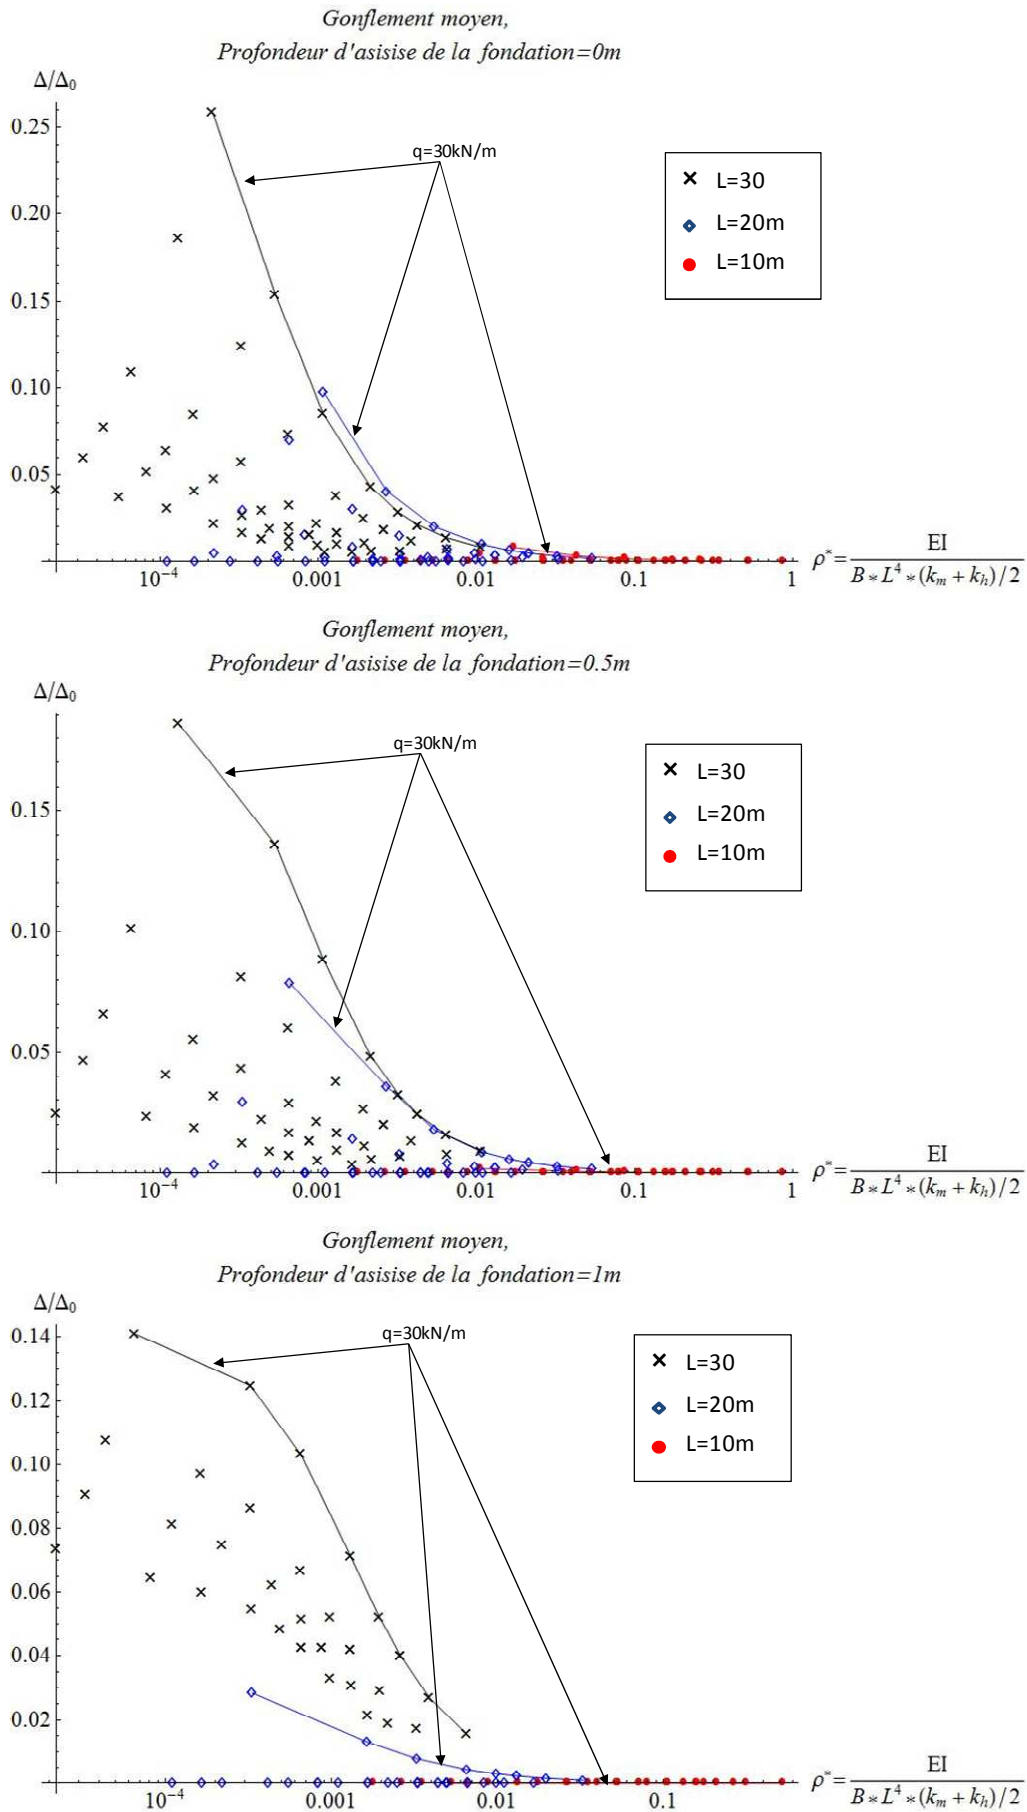 Gonflement moyen,
Profondeur d'asisise de la fondation=0m
Δ/Δ₀
0.25
0.20
0.15
0.10
0.05
q=30kN/m
L=30
L=20m
L=10m
10⁻⁴ 0.001 0.01 0.1 1
ρ*= EI / B*L⁴*(kₘ+kₕ)/2
Gonflement moyen,
Profondeur d'asisise de la fondation=0.5m
Δ/Δ₀
0.15
0.10
0.05
q=30kN/m
L=30
L=20m
L=10m
10⁻⁴ 0.001 0.01 0.1 1
ρ*= EI / B*L⁴*(kₘ+kₕ)/2
Gonflement moyen,
Profondeur d'asisise de la fondation=1m
Δ/Δ₀
0.14
0.12
0.10
0.08
0.06
0.04
0.02
q=30kN/m
L=30
L=20m
L=10m
10⁻⁴ 0.001 0.01 0.1
ρ*= EI / B*L⁴*(kₘ+kₕ)/2